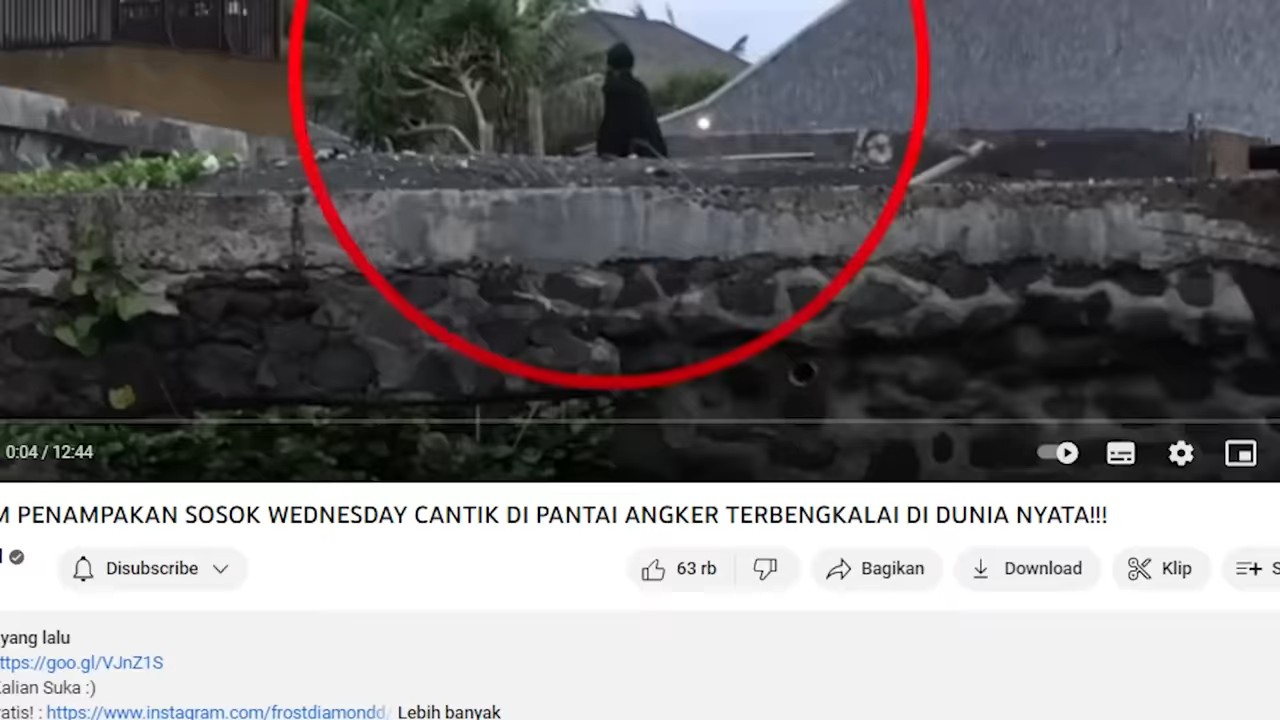 0:04 / 12:44
M PENAMPAKAN SOSOK WEDNESDAY CANTIK DI PANTAI ANGKER TERBENGKALAI DI DUNIA NYATA!!!
Disubscribe 63 rb Bagikan Download Klip S
yang lalu
ttps://goo.gl/VJnZ1S
Kalian Suka :)
ratis! : https://www.instagram.com/frostdiamondd/ Lebih banyak